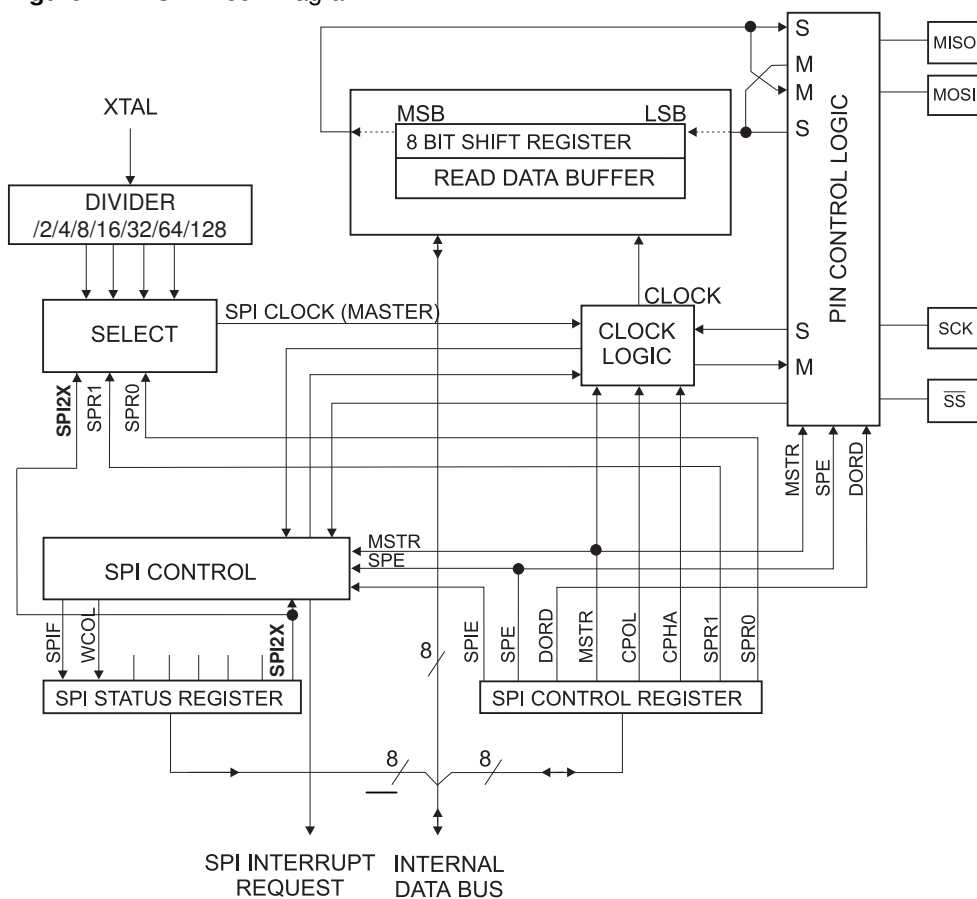 S
MISO
M
M
MOSI
XTAL
MSB
LSB
S
8 BIT SHIFT REGISTER
READ DATA BUFFER
DIVIDER
/2/4/8/16/32/64/128
PIN CONTROL LOGIC
SPI CLOCK (MASTER)
CLOCK
SELECT
CLOCK
LOGIC
S
M
SCK
SS
SPI2X
SPR1
SPR0
MSTR
SPE
DORD
MSTR
SPE
SPI CONTROL
SPIF
WCOL
SPI2X
8
SPIE
SPE
DORD
MSTR
CPOL
CPHA
SPR1
SPR0
SPI STATUS REGISTER
SPI CONTROL REGISTER
8
8
SPI INTERRUPT
REQUEST
INTERNAL
DATA BUS